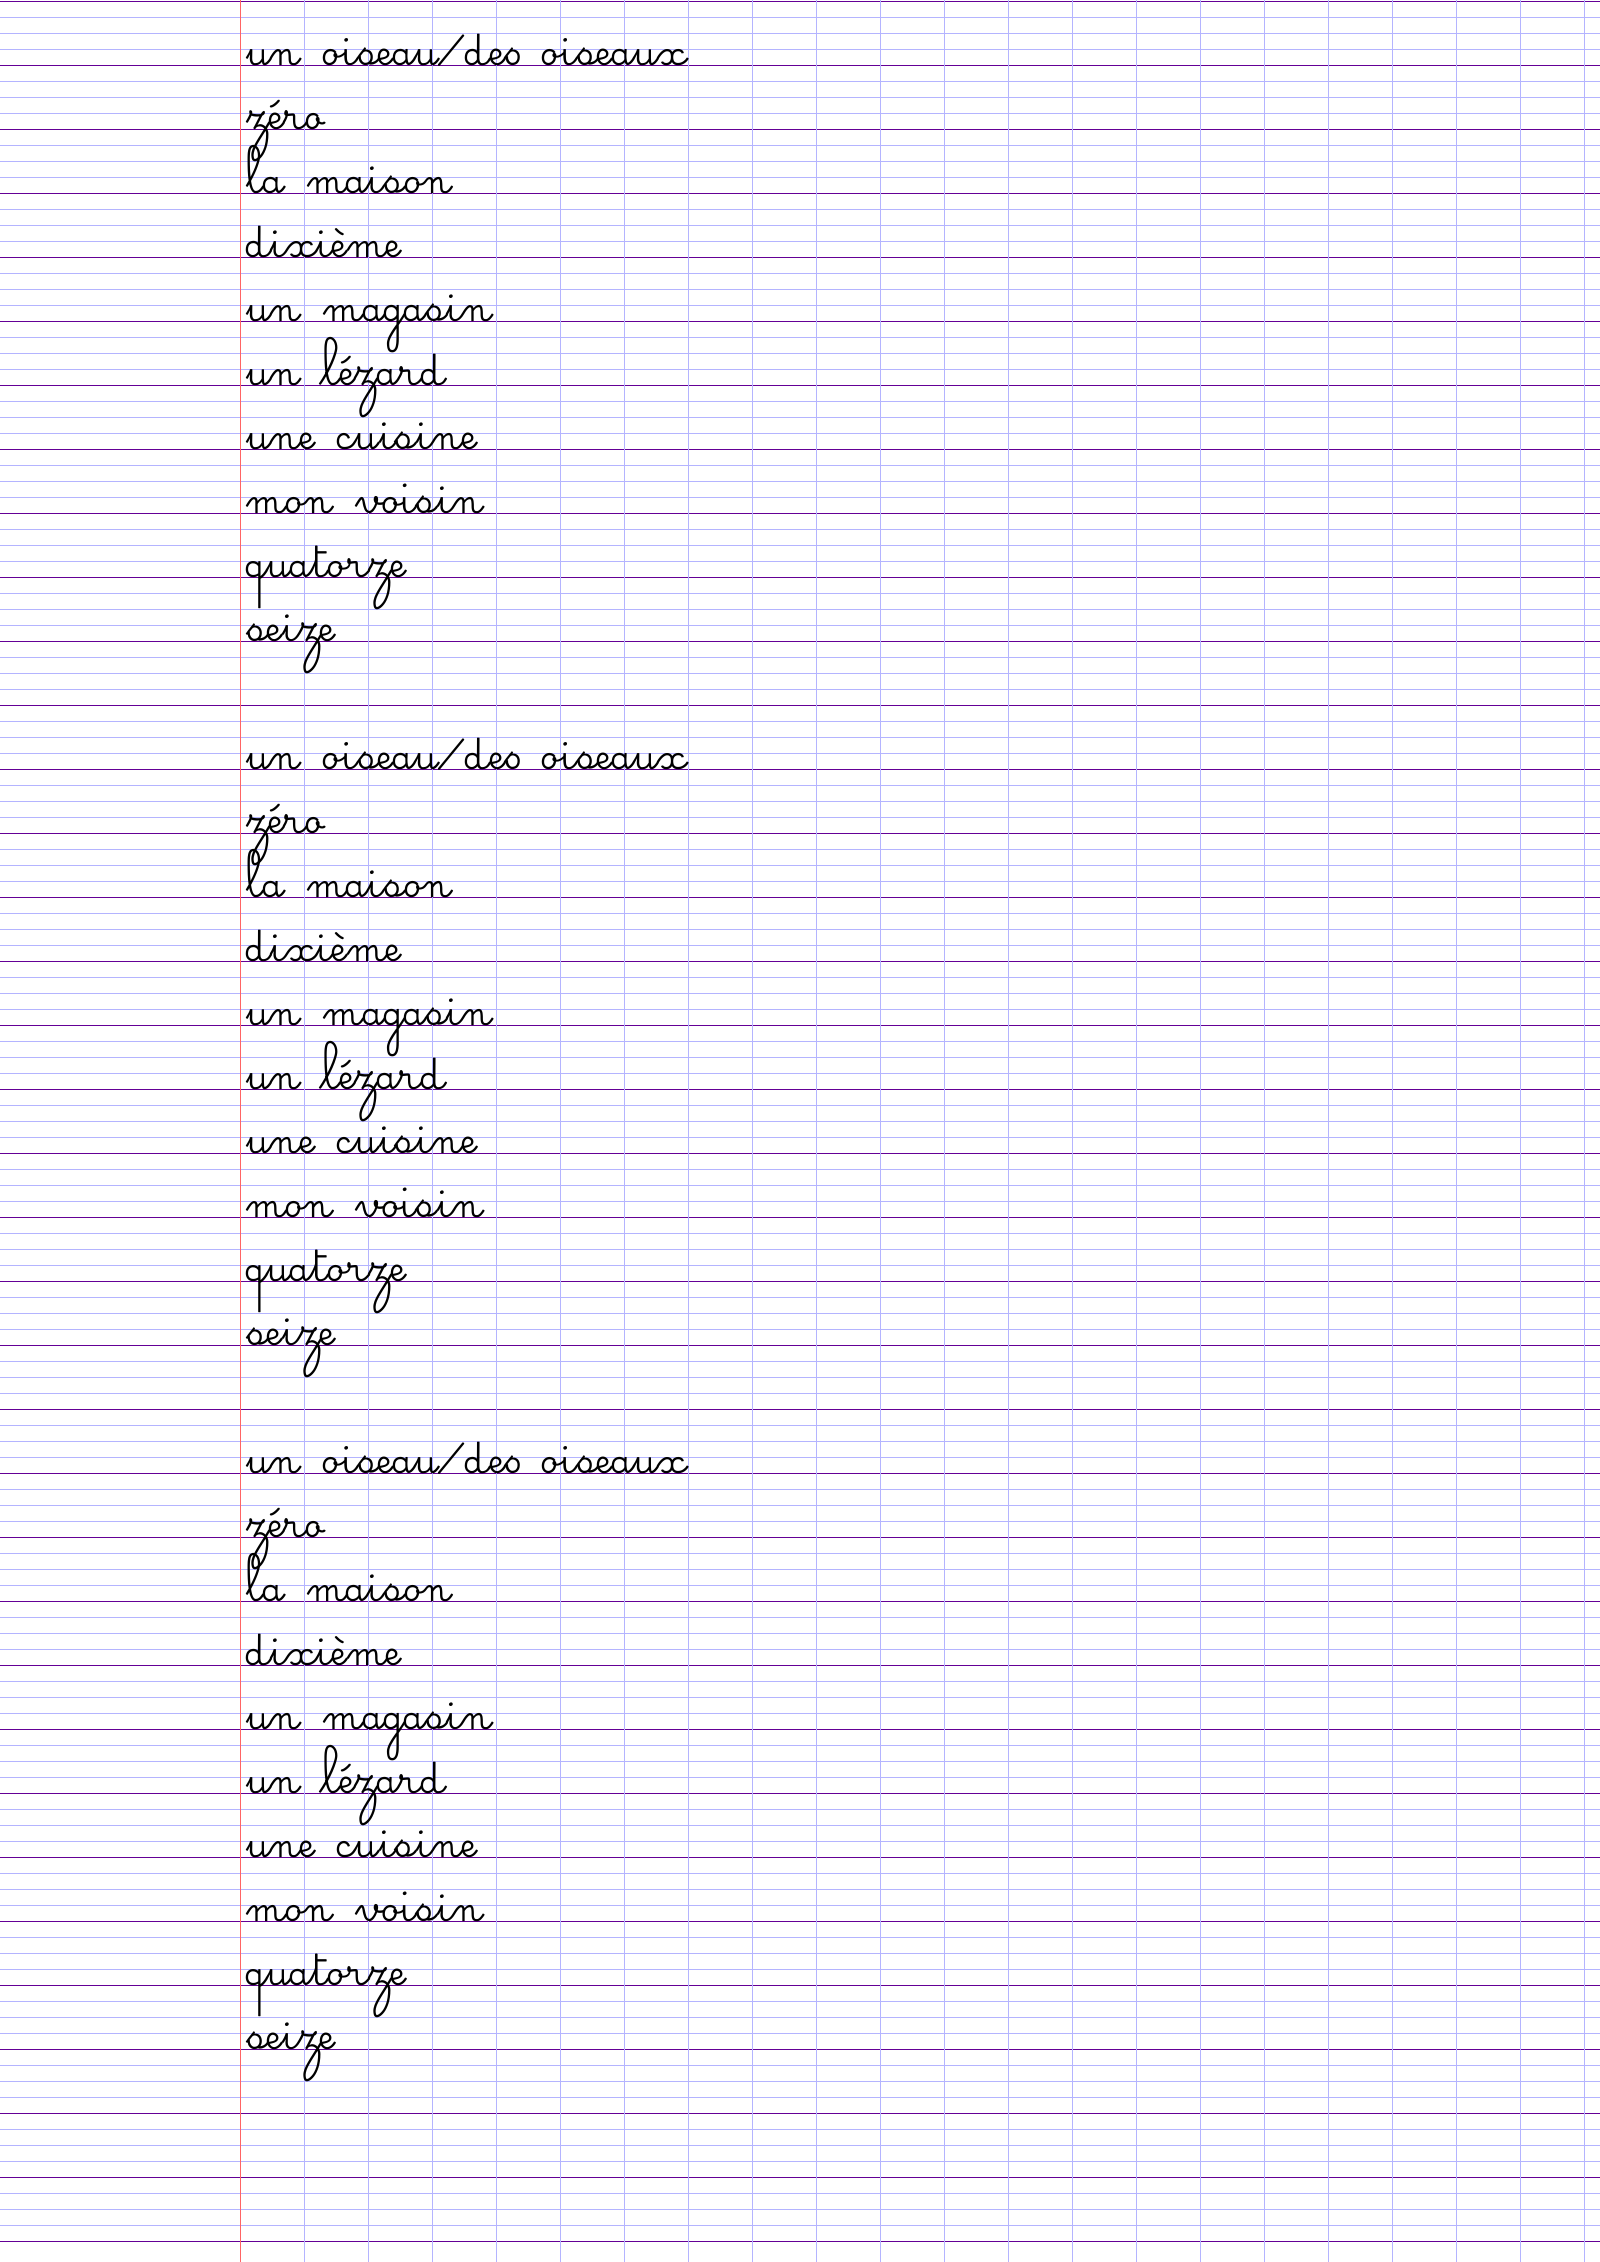 un oiseau/des oiseaux
zéro
la maison
dixième
un magasin
un lézard
une cuisine
mon voisin
quatorze
seize
un oiseau/des oiseaux
zéro
la maison
dixième
un magasin
un lézard
une cuisine
mon voisin
quatorze
seize
un oiseau/des oiseaux
zéro
la maison
dixième
un magasin
un lézard
une cuisine
mon voisin
quatorze
seize